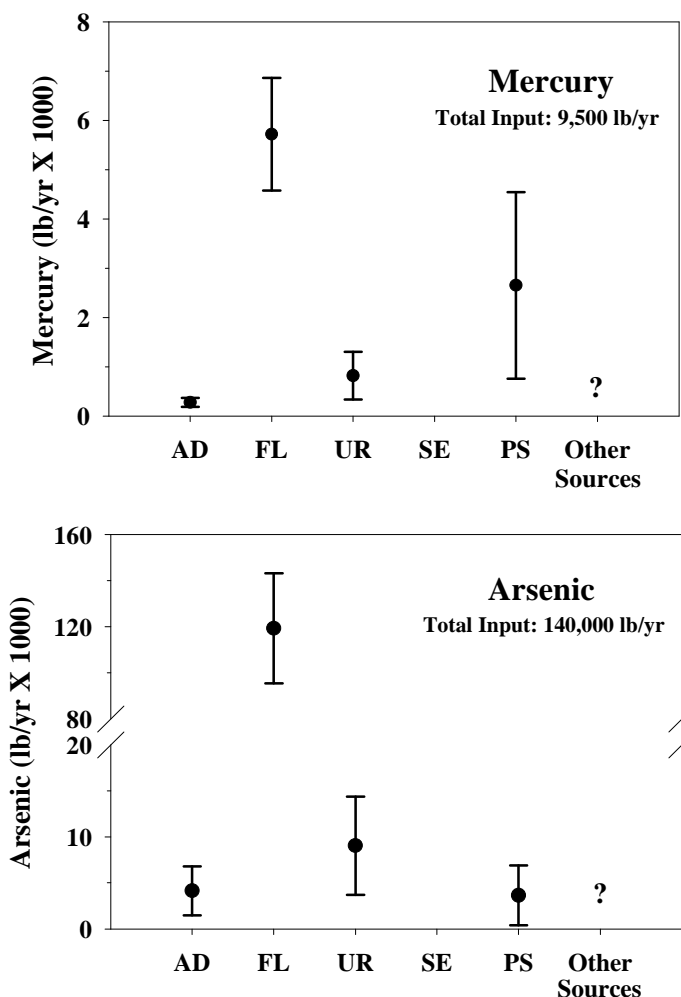 Mercury (lb/yr X 1000)
8
6
4
2
0
Mercury
Total Input: 9,500 lb/yr
?
AD FL UR SE PS Other
Sources
Arsenic (lb/yr X 1000)
160
120
80
20
10
0
Arsenic
Total Input: 140,000 lb/yr
?
AD FL UR SE PS Other
Sources